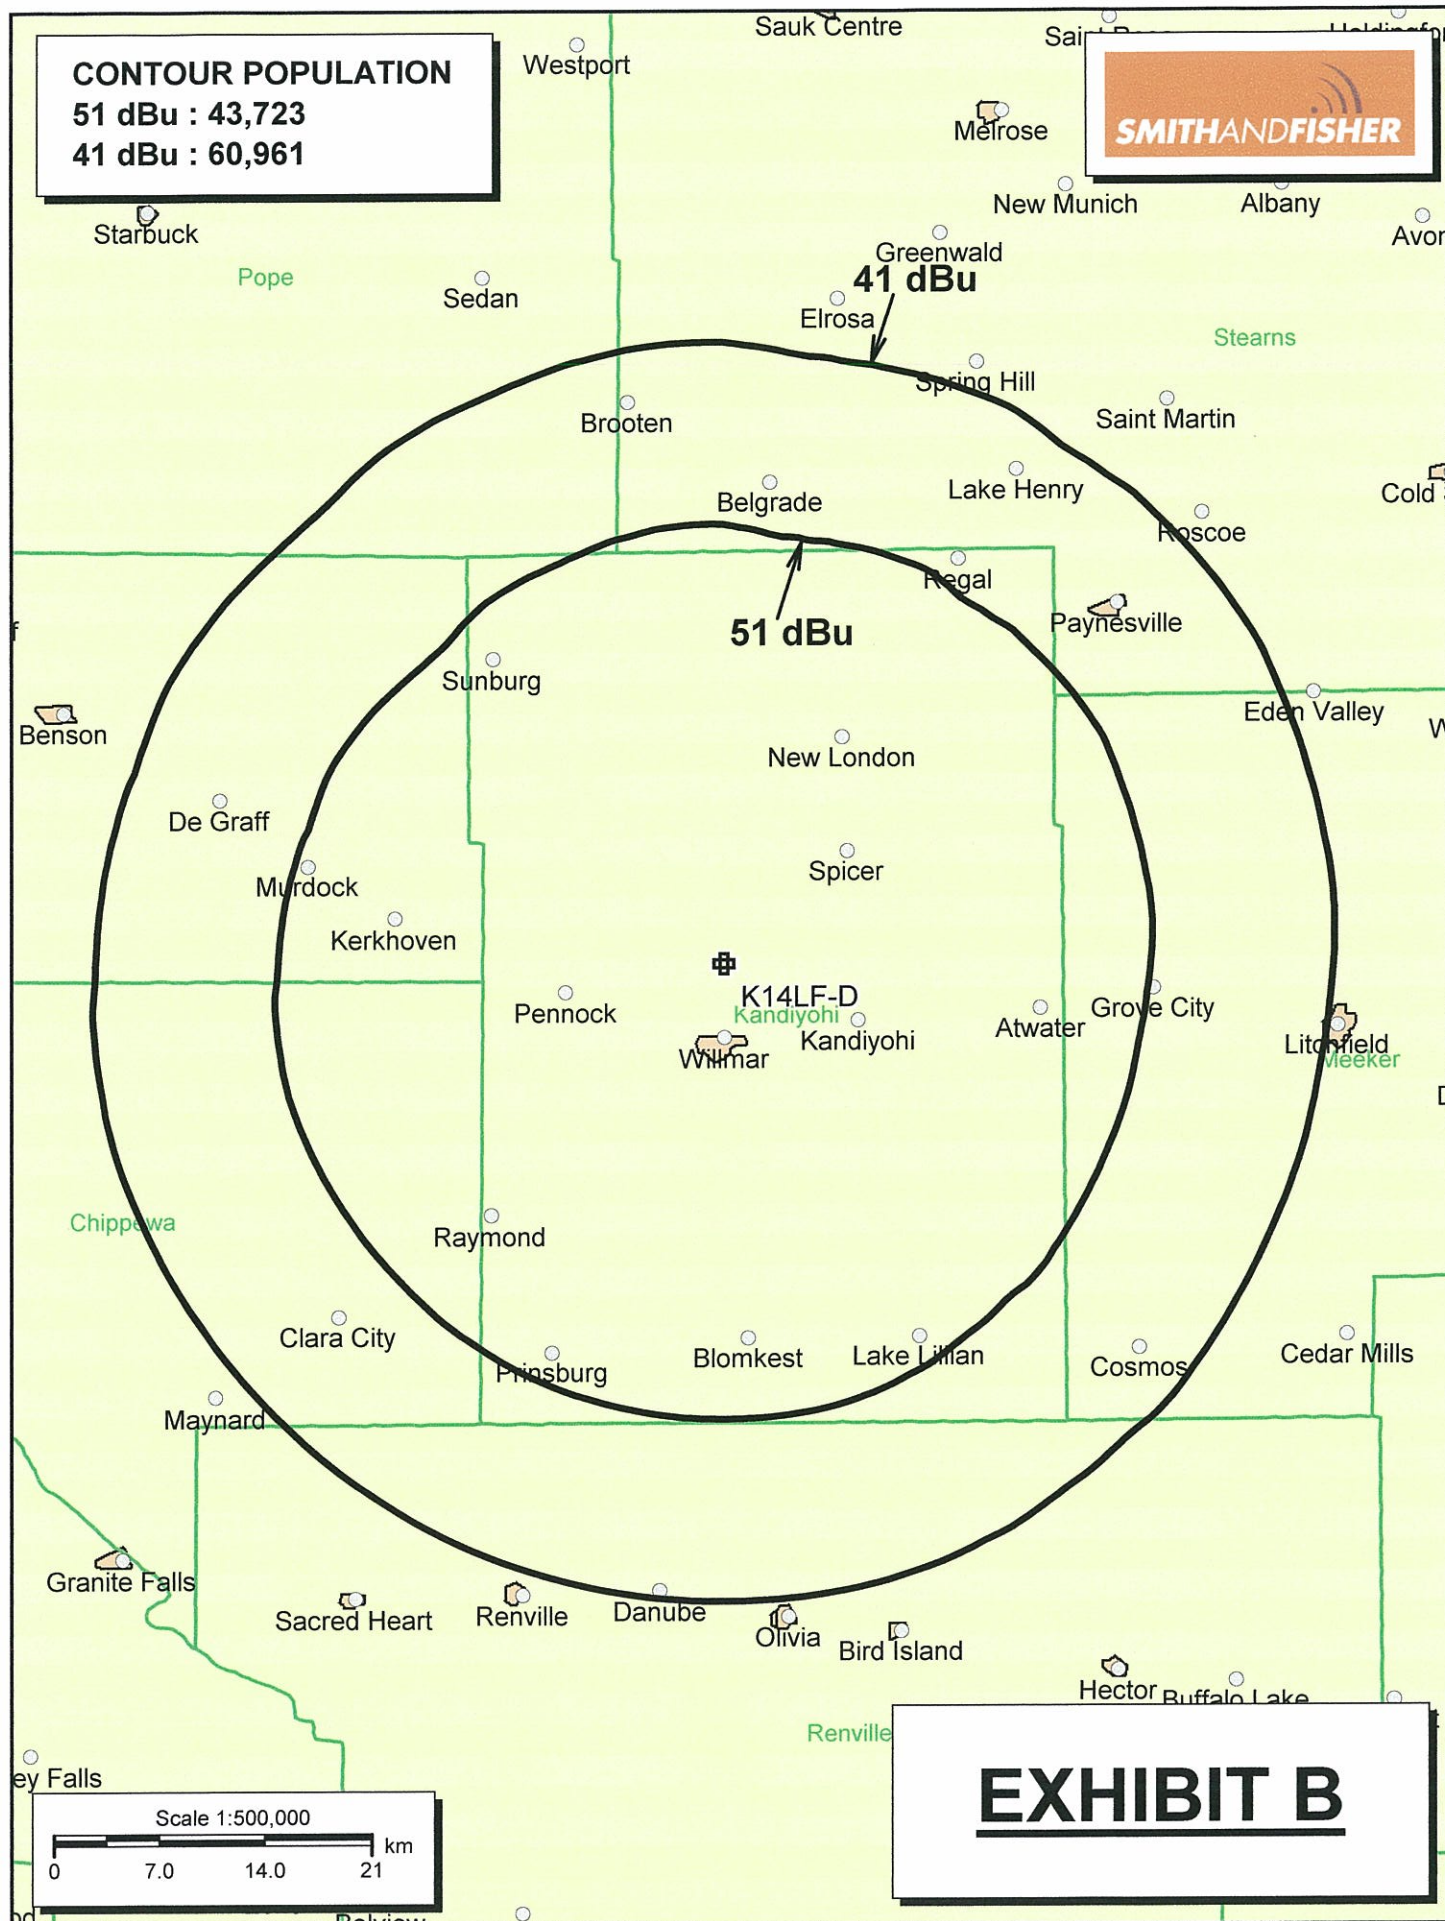 Sauk Centre
CONTOUR POPULATION
51 dBu : 43,723
41 dBu : 60,961
Westport
SMITHANDFISHER
Melrose
New Munich
Albany
Starbuck
Greenwald
Pope
Sedan
41 dBu
Elrosa
Stearns
Spring Hill
Brooten
Saint Martin
Belgrade
Lake Henry
Cold
Roscoe
Regal
Paynesville
51 dBu
Sunburg
Benson
Eden Valley
New London
De Graff
Spicer
Murdock
Kerkhoven
K14LF-D
Pennock
Kandiyohi
Kandiyohi
Atwater
Grove City
Willmar
Litchfield
Meeker
Chippewa
Raymond
Clara City
Prinsburg
Blomkest
Lake Lillian
Cosmos
Cedar Mills
Maynard
Granite Falls
Sacred Heart
Renville
Danube
Olivia
Bird Island
Hector
Buffalo Lake
Renville
ey Falls
EXHIBIT B
Scale 1:500,000
km
0 7.0 14.0 21